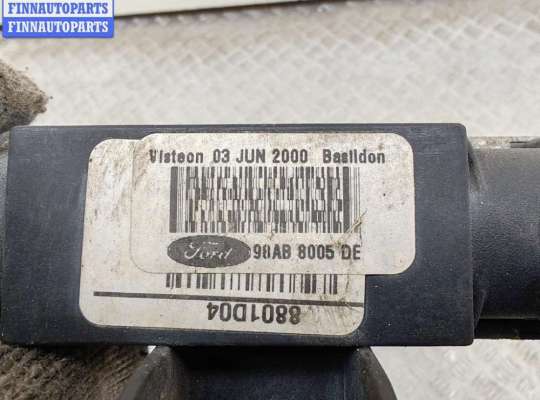 FINNAUTOPARTS
FINNAUTOPARTS
Visteon 03 JUN 2000 Basildon
Ford 98AB 8005 DE
8801D04